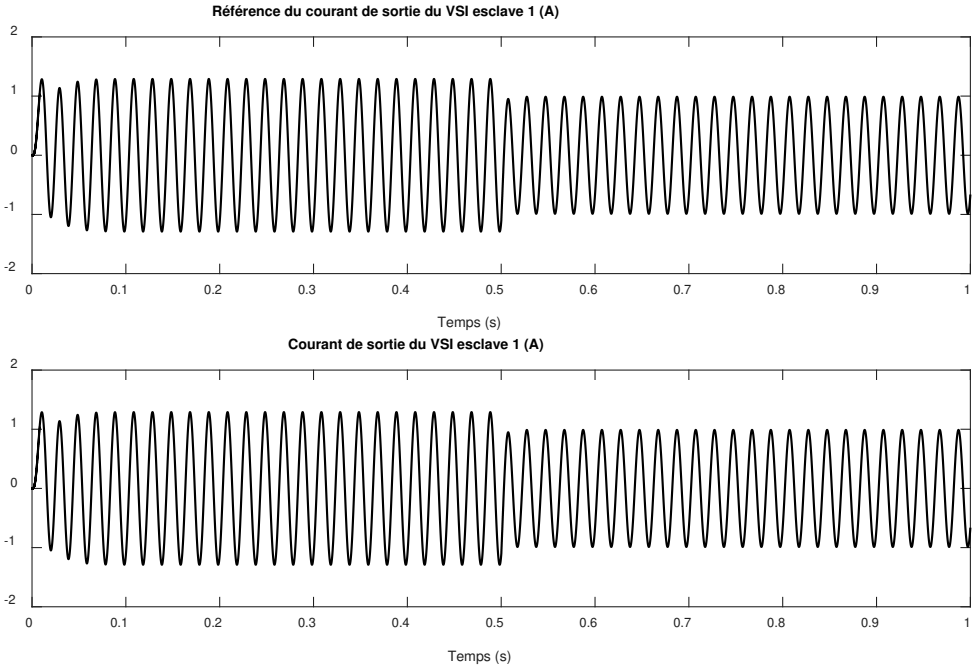 Référence du courant de sortie du VSI esclave 1 (A)
2
1
0
-1
-2
0 0.1 0.2 0.3 0.4 0.5 0.6 0.7 0.8 0.9 1
Temps (s)
Courant de sortie du VSI esclave 1 (A)
2
1
0
-1
-2
0 0.1 0.2 0.3 0.4 0.5 0.6 0.7 0.8 0.9 1
Temps (s)